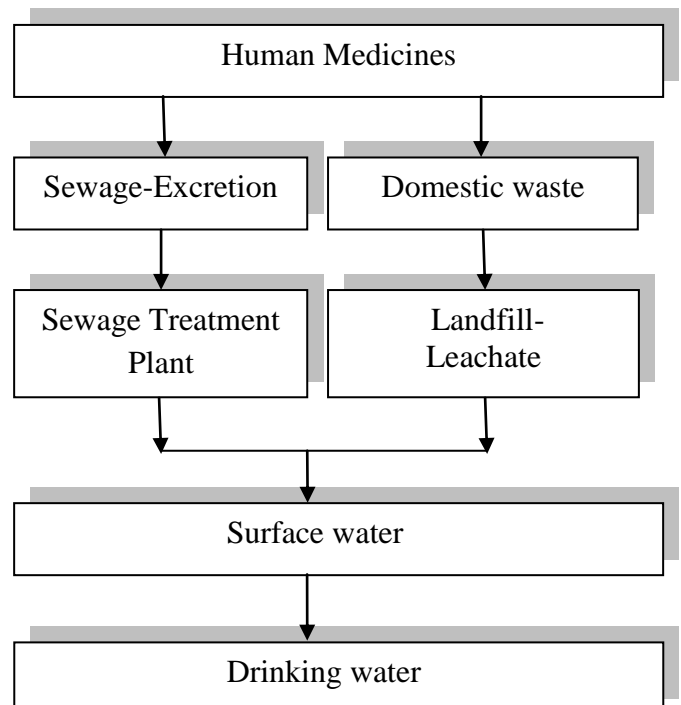 Human Medicines
Sewage-Excretion
Domestic waste
Sewage Treatment
Plant
Landfill-
Leachate
Surface water
Drinking water